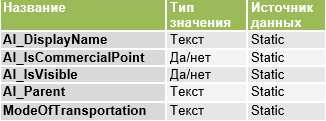 Название Тип значения Источник данных
AI_DisplayName Текст Static
AI_IsCommercialPoint Да/нет Static
AI_IsVisible Да/нет Static
AI_Parent Текст Static
ModeOfTransportation Текст Static